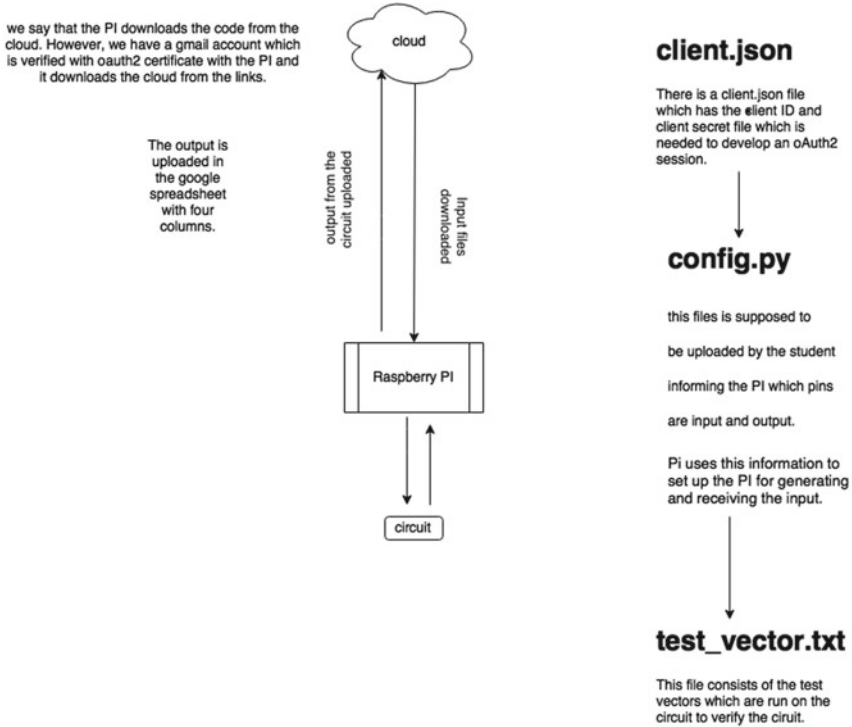 we say that the PI downloads the code from the
cloud. However, we have a gmail account which
is verified with oauth2 certificate with the PI and
it downloads the cloud from the links.
The output is
uploaded in
the google
spreadsheet
with four
columns.
cloud
output from the
circuit uploaded
Input files
downloaded
Raspberry PI
circuit
client.json
There is a client.json file
which has the client ID and
client secret file which is
needed to develop an oAuth2
session.
config.py
this files is supposed to
be uploaded by the student
informing the PI which pins
are input and output.
Pi uses this information to
set up the PI for generating
and receiving the input.
test_vector.txt
This file consists of the test
vectors which are run on the
circuit to verify the ciruit.